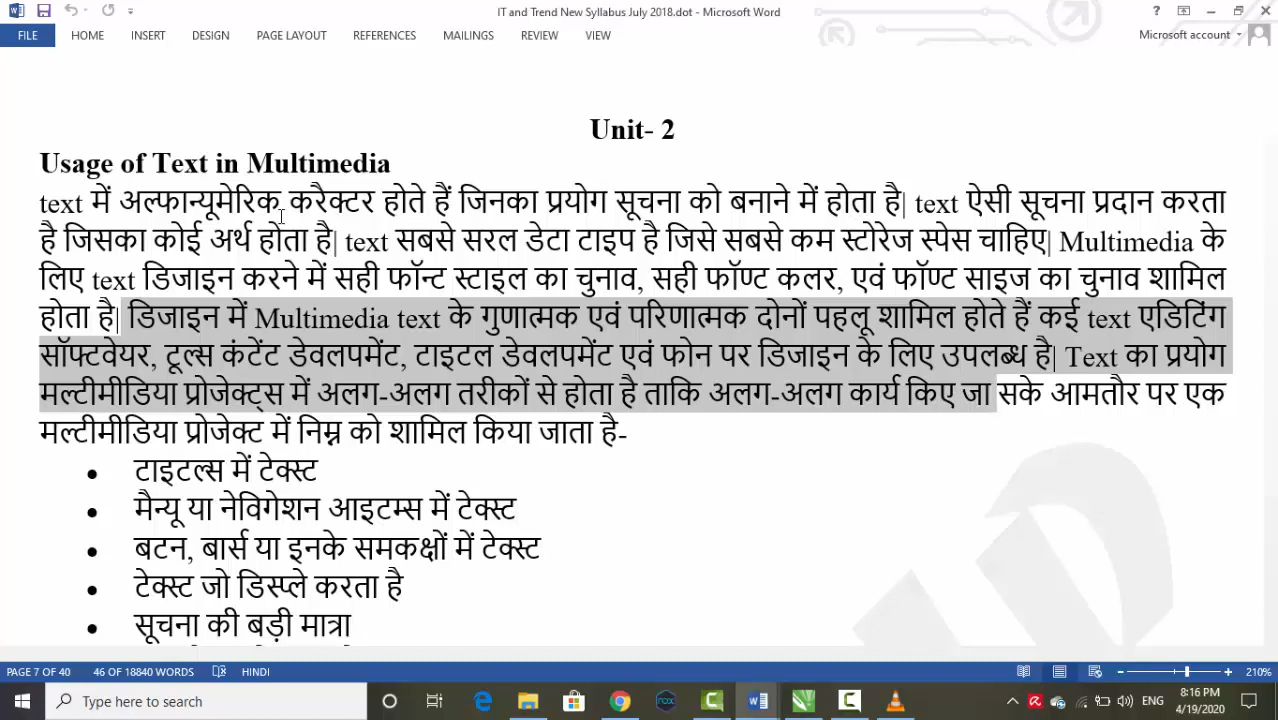 IT and Trend New Syllabus July 2018.dot - Microsoft Word
?
FILE HOME INSERT DESIGN PAGE LAYOUT REFERENCES MAILINGS REVIEW VIEW Microsoft account
Unit- 2
Usage of Text in Multimedia
text में अल्फान्यूमेरिक करैक्टर होते हैं जिनका प्रयोग सूचना को बनाने में होता है| text ऐसी सूचना प्रदान करता
है जिसका कोई अर्थ होता है| text सबसे सरल डेटा टाइप है जिसे सबसे कम स्टोरेज स्पेस चाहिए| Multimedia के
लिए text डिजाइन करने में सही फॉन्ट स्टाइल का चुनाव, सही फॉण्ट कलर, एवं फॉण्ट साइज का चुनाव शामिल
होता है| डिजाइन में Multimedia text के गुणात्मक एवं परिणात्मक दोनों पहलू शामिल होते हैं कई text एडिटिंग
सॉफ्टवेयर, टूल्स कंटेंट डेवलपमेंट, टाइटल डेवलपमेंट एवं फोन पर डिजाइन के लिए उपलब्ध है| Text का प्रयोग
मल्टीमीडिया प्रोजेक्ट्स में अलग-अलग तरीकों से होता है ताकि अलग-अलग कार्य किए जा सके आमतौर पर एक
मल्टीमीडिया प्रोजेक्ट में निम्न को शामिल किया जाता है-
• टाइटल्स में टेक्स्ट
• मैन्यू या नेविगेशन आइटम्स में टेक्स्ट
• बटन, बार्स या इनके समकक्षों में टेक्स्ट
• टेक्स्ट जो डिस्प्ले करता है
• सूचना की बड़ी मात्रा
PAGE 7 OF 40 46 OF 18840 WORDS HINDI 210%
Type here to search ENG 8:16 PM
4/19/2020